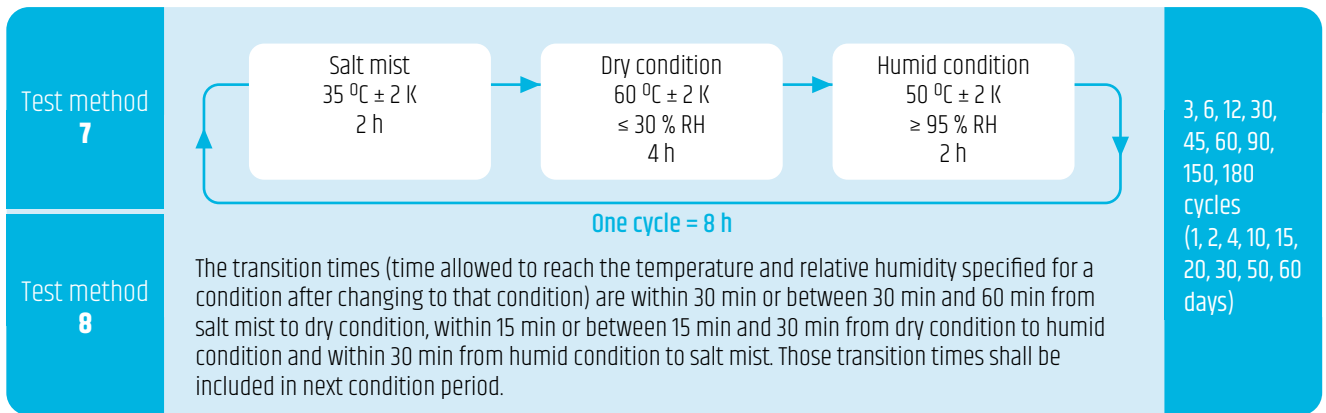 Test method
7
Salt mist
35 ⁰C ± 2 K
2 h
Dry condition
60 ⁰C ± 2 K
≤ 30 % RH
4 h
Humid condition
50 ⁰C ± 2 K
≥ 95 % RH
2 h
One cycle = 8 h
Test method
8
The transition times (time allowed to reach the temperature and relative humidity specified for a
condition after changing to that condition) are within 30 min or between 30 min and 60 min from
salt mist to dry condition, within 15 min or between 15 min and 30 min from dry condition to humid
condition and within 30 min from humid condition to salt mist. Those transition times shall be
included in next condition period.
3, 6, 12, 30,
45, 60, 90,
150, 180
cycles
(1, 2, 4, 10, 15,
20, 30, 50, 60
days)